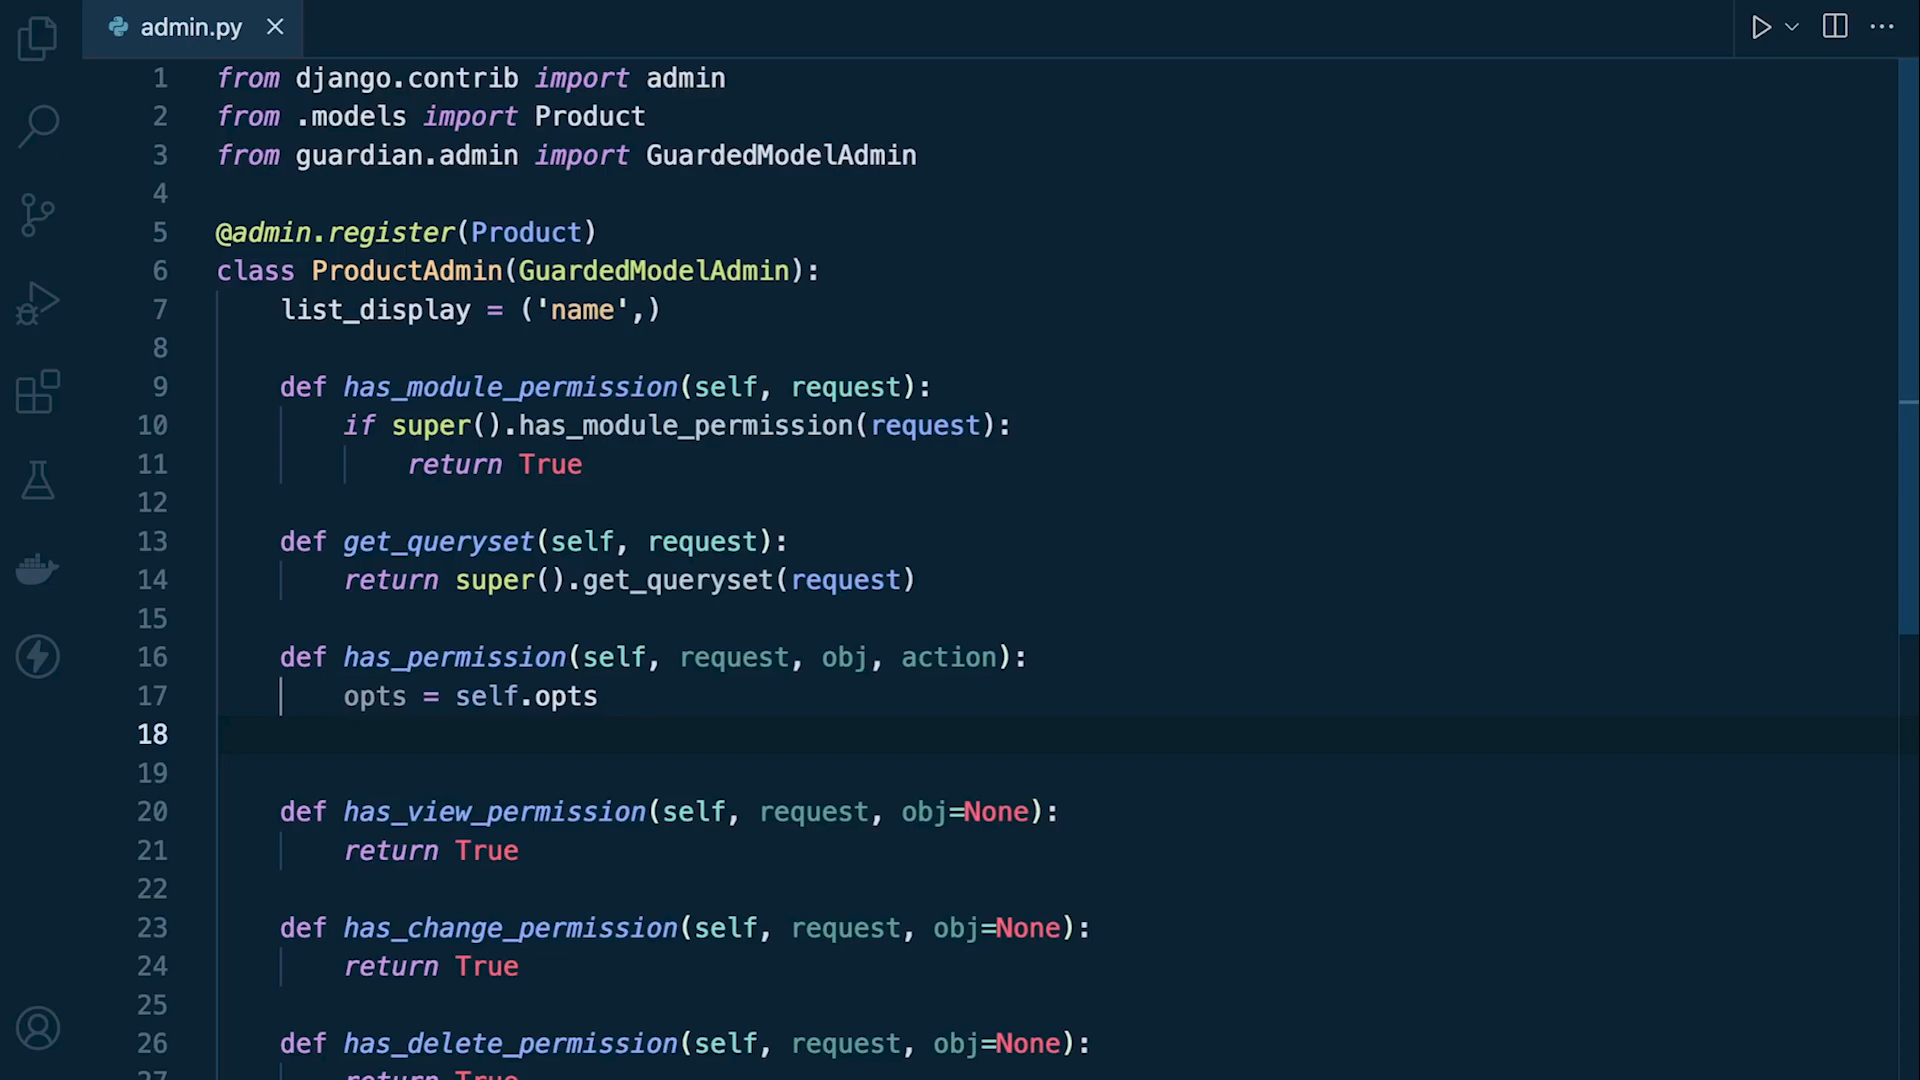 admin.py
1 from django.contrib import admin
2 from .models import Product
3 from guardian.admin import GuardedModelAdmin
4
5 @admin.register(Product)
6 class ProductAdmin(GuardedModelAdmin):
7     list_display = ('name',)
8
9     def has_module_permission(self, request):
10         if super().has_module_permission(request):
11             return True
12
13     def get_queryset(self, request):
14         return super().get_queryset(request)
15
16     def has_permission(self, request, obj, action):
17         opts = self.opts
18
19
20     def has_view_permission(self, request, obj=None):
21         return True
22
23     def has_change_permission(self, request, obj=None):
24         return True
25
26     def has_delete_permission(self, request, obj=None):
27         return True